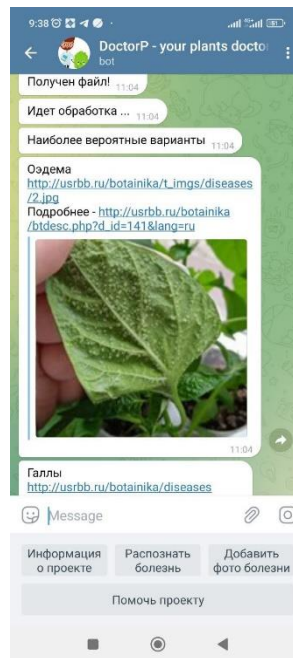 9:38
DoctorP - your plants docto
bot
Получен файл! 11:04
Идет обработка ... 11:04
Наиболее вероятные варианты 11:04
Оэдема
http://usrbb.ru/botainika/t_imgs/diseases
/2.jpg
Подробнее - http://usrbb.ru/botainika
/btdesc.php?d_id=141&lang=ru
11:04
Галлы
http://usrbb.ru/botainika/diseases
Message
Информация о проекте
Распознать болезнь
Добавить фото болезни
Помочь проекту